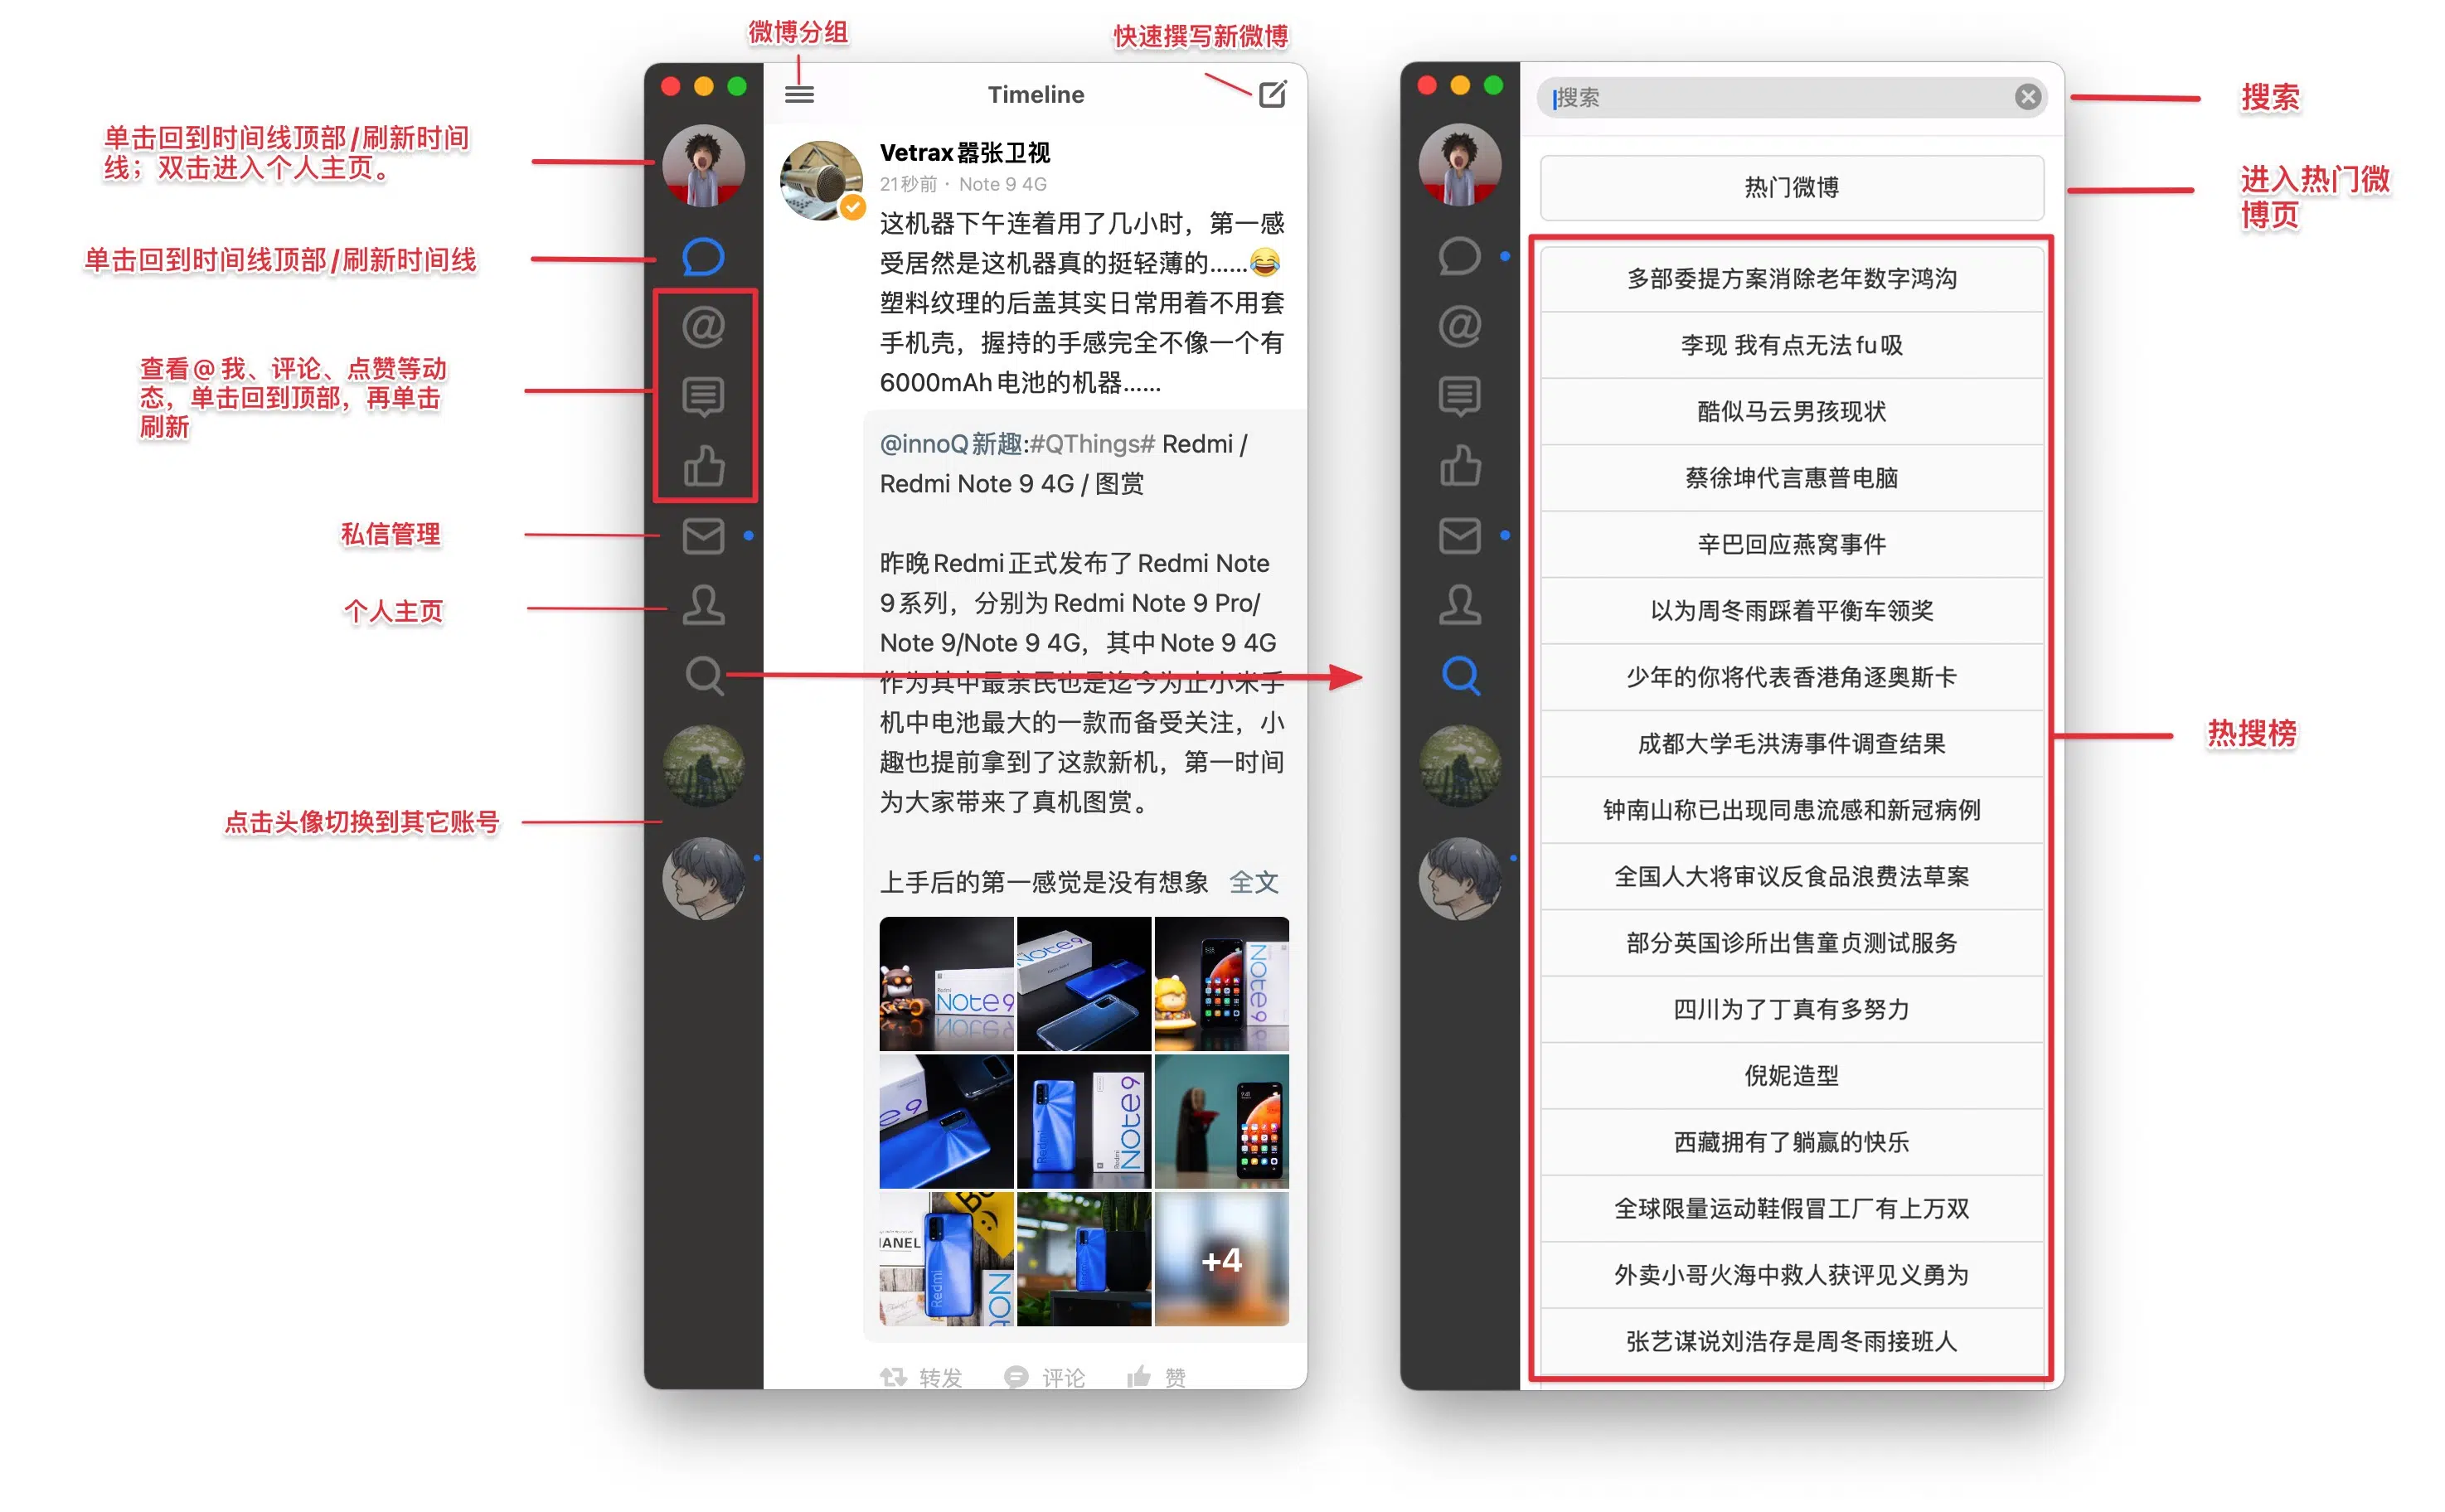 微博分组
快速撰写新微博
单击回到时间线顶部/刷新时间
线；双击进入个人主页。
单击回到时间线顶部/刷新时间线
查看@我、评论、点赞等动
态，单击回到顶部，再单击
刷新
私信管理
个人主页
点击头像切换到其它账号
Timeline
Vetrax嚣张卫视
21秒前 · Note 9 4G
这机器下午连着用了几小时，第一感
受居然是这机器真的挺轻薄的......😂
塑料纹理的后盖其实日常用着不用套
手机壳，握持的手感完全不像一个有
6000mAh电池的机器......
@innoQ新趣:#QThings# Redmi /
Redmi Note 9 4G / 图赏
昨晚Redmi正式发布了Redmi Note
9系列，分别为Redmi Note 9 Pro/
Note 9/Note 9 4G，其中Note 9 4G
作为其中最亲民也是迄今为止小米手
机中电池最大的一款而备受关注，小
趣也提前拿到了这款新机，第一时间
为大家带来了真机图赏。
上手后的第一感觉是没有想象 全文
Redmi
NOTE 9
NOTE 9
NOTE 9
e 9
Redmi
NOTE 9
Redmi
ANEL
Redmi
NOT
+4
转发 评论 赞
搜索
热门微博
多部委提方案消除老年数字鸿沟
李现 我有点无法fu吸
酷似马云男孩现状
蔡徐坤代言惠普电脑
辛巴回应燕窝事件
以为周冬雨踩着平衡车领奖
少年的你将代表香港角逐奥斯卡
成都大学毛洪涛事件调查结果
钟南山称已出现同患流感和新冠病例
全国人大将审议反食品浪费法草案
部分英国诊所出售童贞测试服务
四川为了丁真有多努力
倪妮造型
西藏拥有了躺赢的快乐
全球限量运动鞋假冒工厂有上万双
外卖小哥火海中救人获评见义勇为
张艺谋说刘浩存是周冬雨接班人
搜索
进入热门微
博页
热搜榜